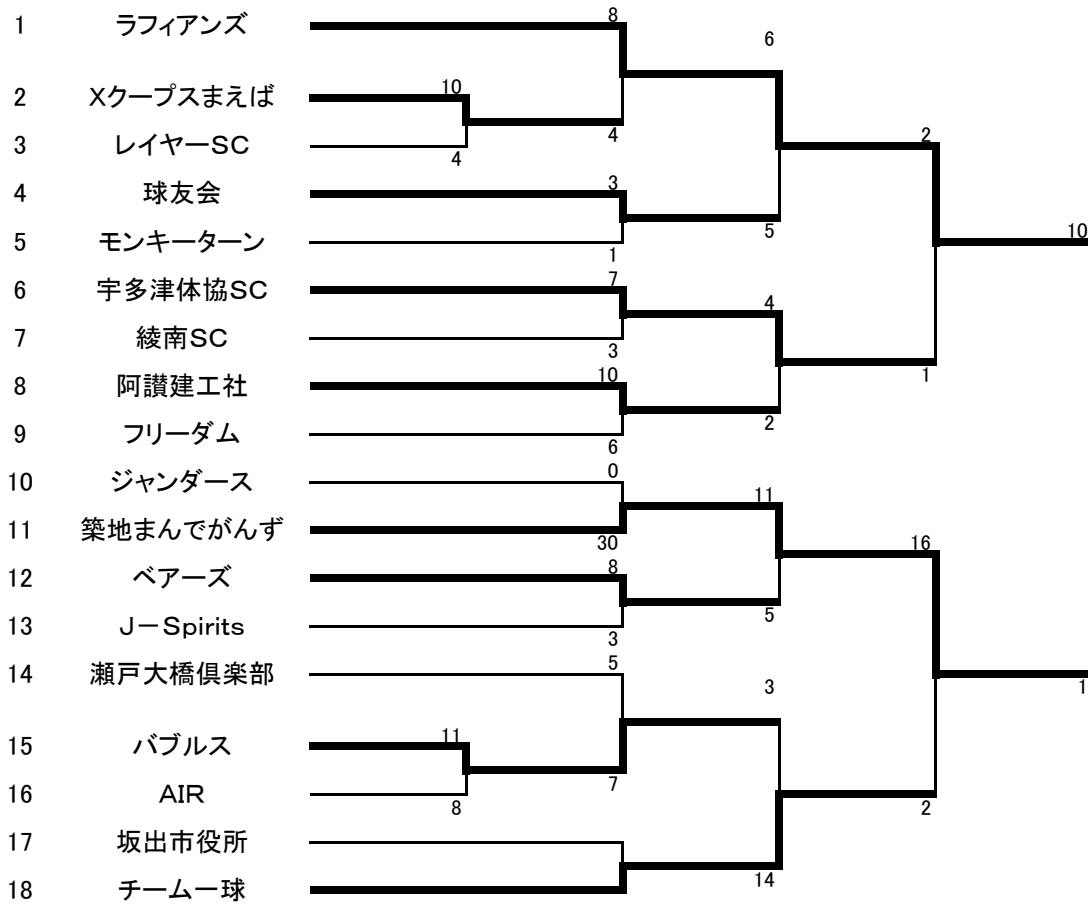 1 ラフィアンズ 8
6
2 Xクープスまえば 10
4 2
3 レイヤーSC 4
4 球友会 3
5
5 モンキーターン 1
10
6 宇多津体協SC 7
4
7 綾南SC 3
1
8 阿讃建工社 10
2
9 フリーダム 6
10 ジャンダース 0
11
11 築地まんでがんず 30
16
12 ベアーズ 8
5
13 J－Spirits 3
14 瀬戸大橋倶楽部 5
3
1
15 バブルス 11
7
16 AIR 8
2
17 坂出市役所
14
18 チーム一球